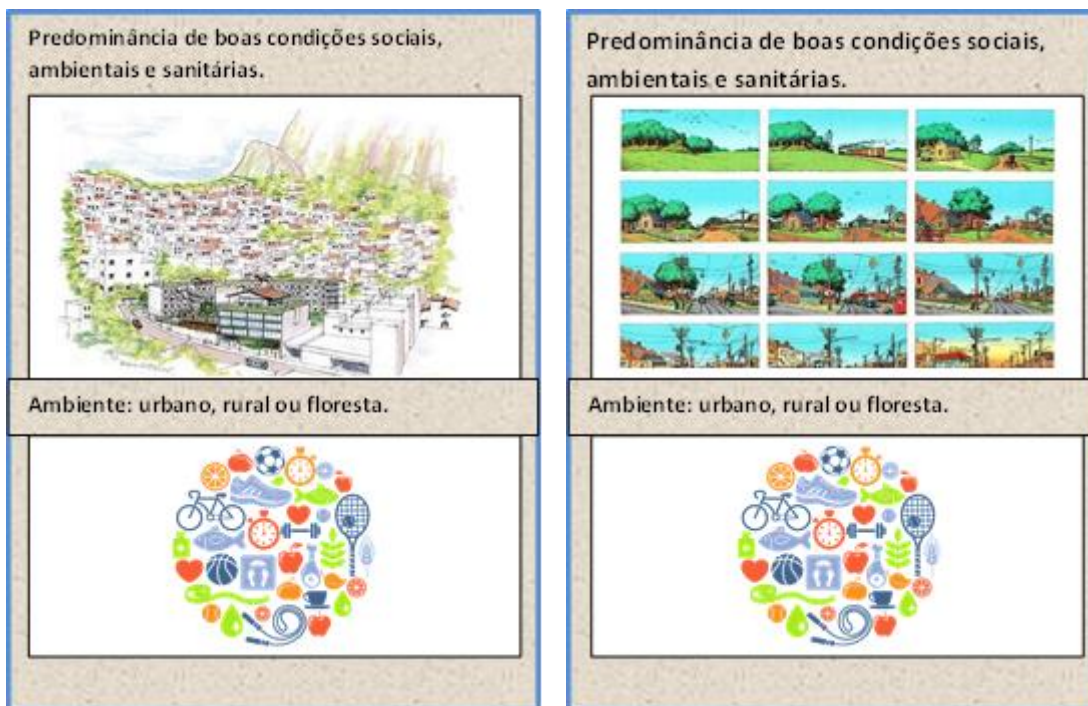 Predominância de boas condições sociais,
ambientais e sanitárias.
Ambiente: urbano, rural ou floresta.
Predominância de boas condições sociais,
ambientais e sanitárias.
Ambiente: urbano, rural ou floresta.